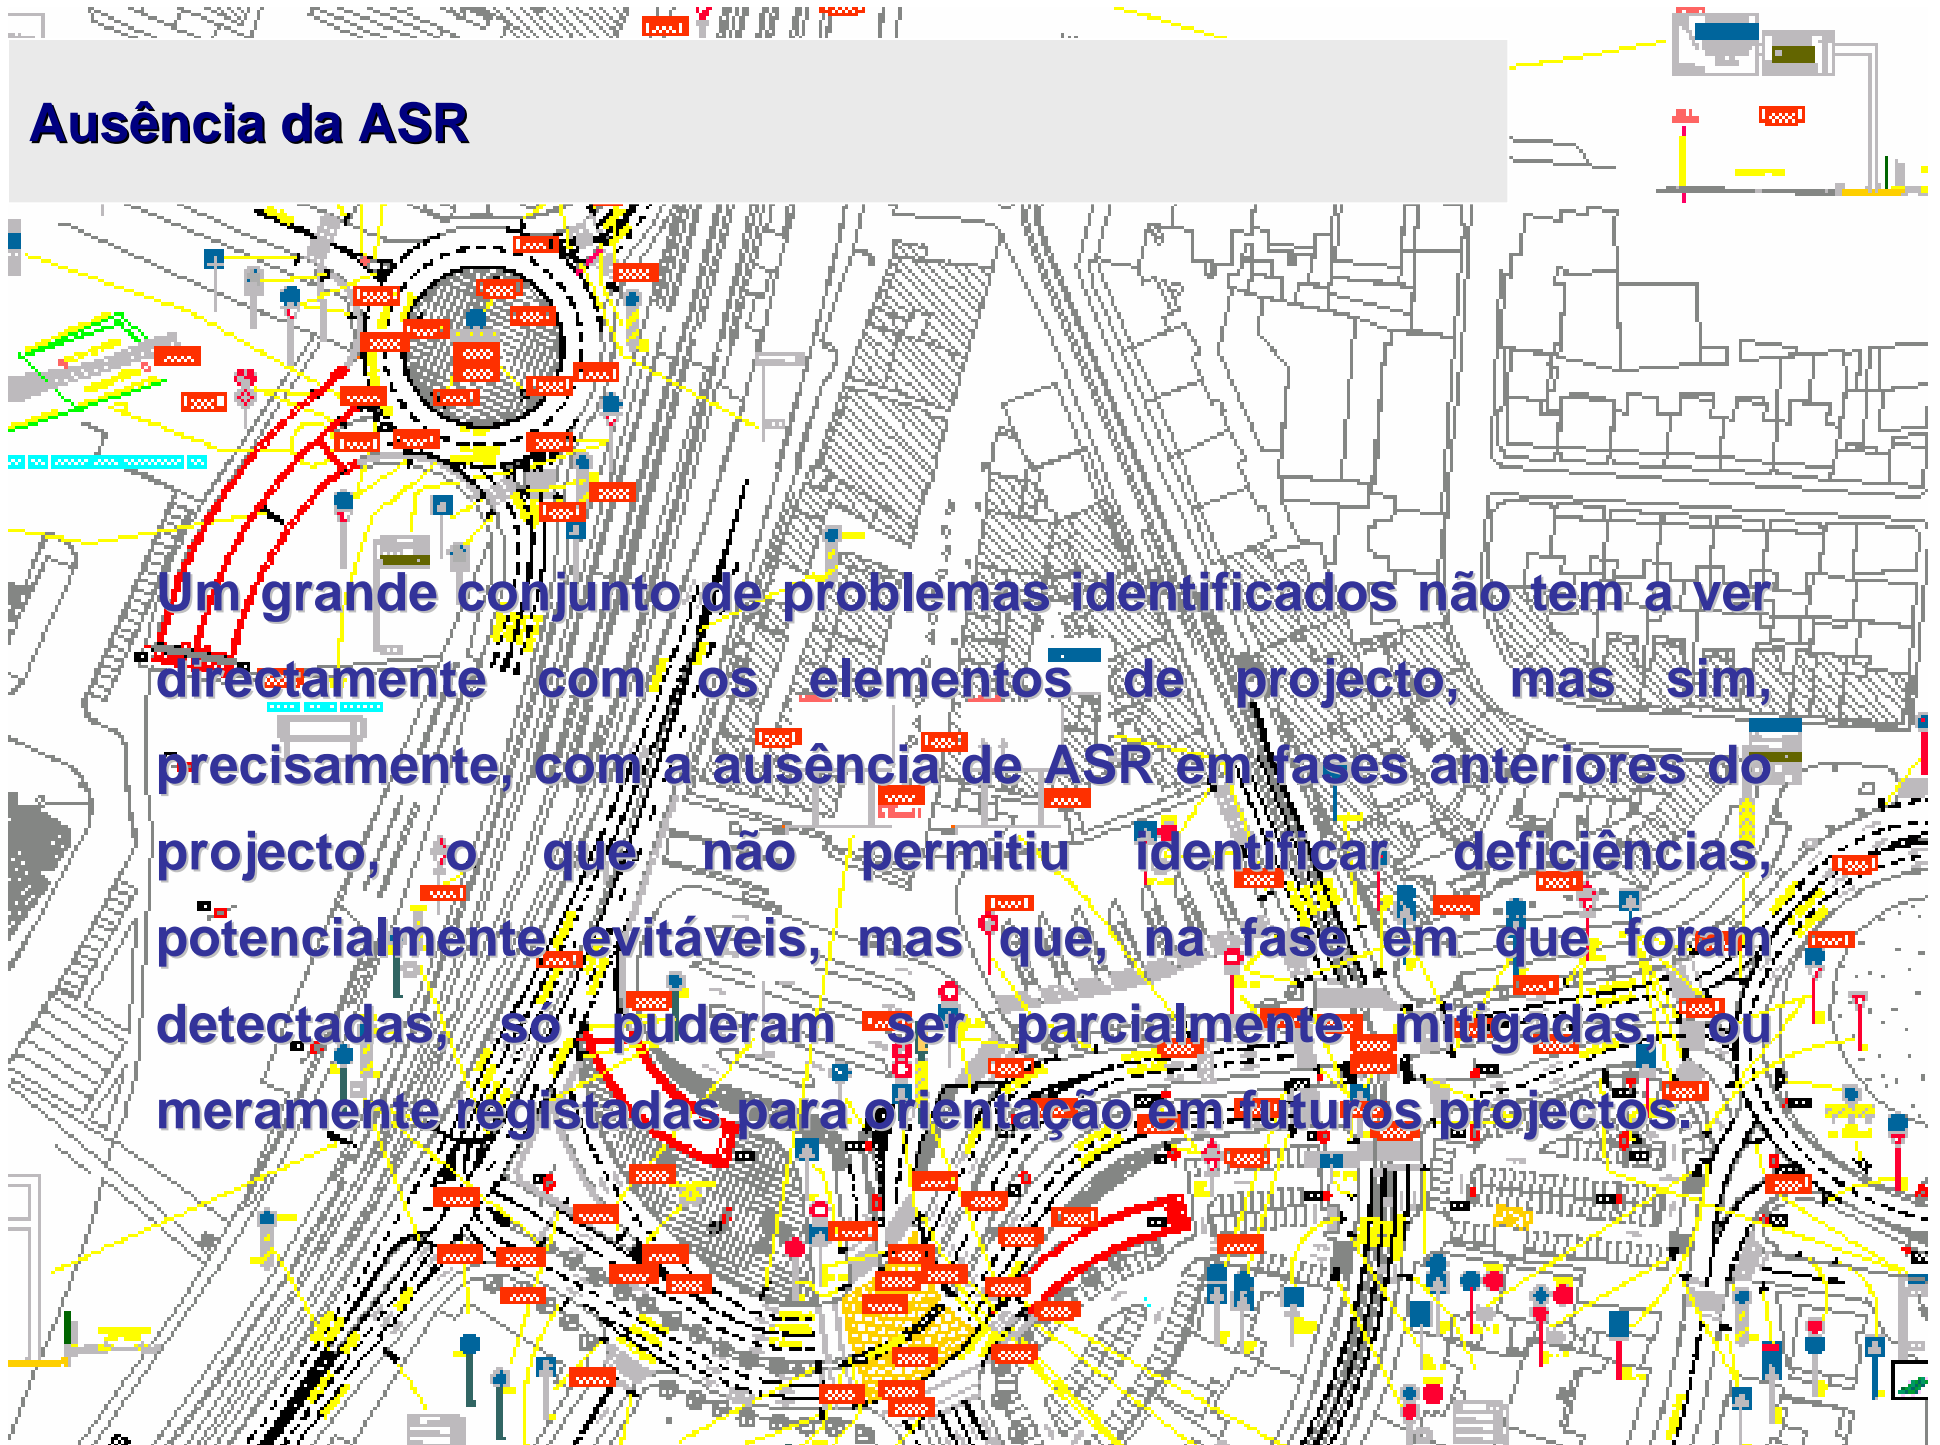 Ausência da ASR
Um grande conjunto de problemas identificados não tem a ver
directamente com os elementos de projecto, mas sim,
precisamente, com a ausência de ASR em fases anteriores do
projecto, o que não permitiu identificar deficiências,
potencialmente evitáveis, mas que, na fase em que foram
detectadas, só puderam ser parcialmente mitigadas, ou
meramente registadas para orientação em futuros projectos.